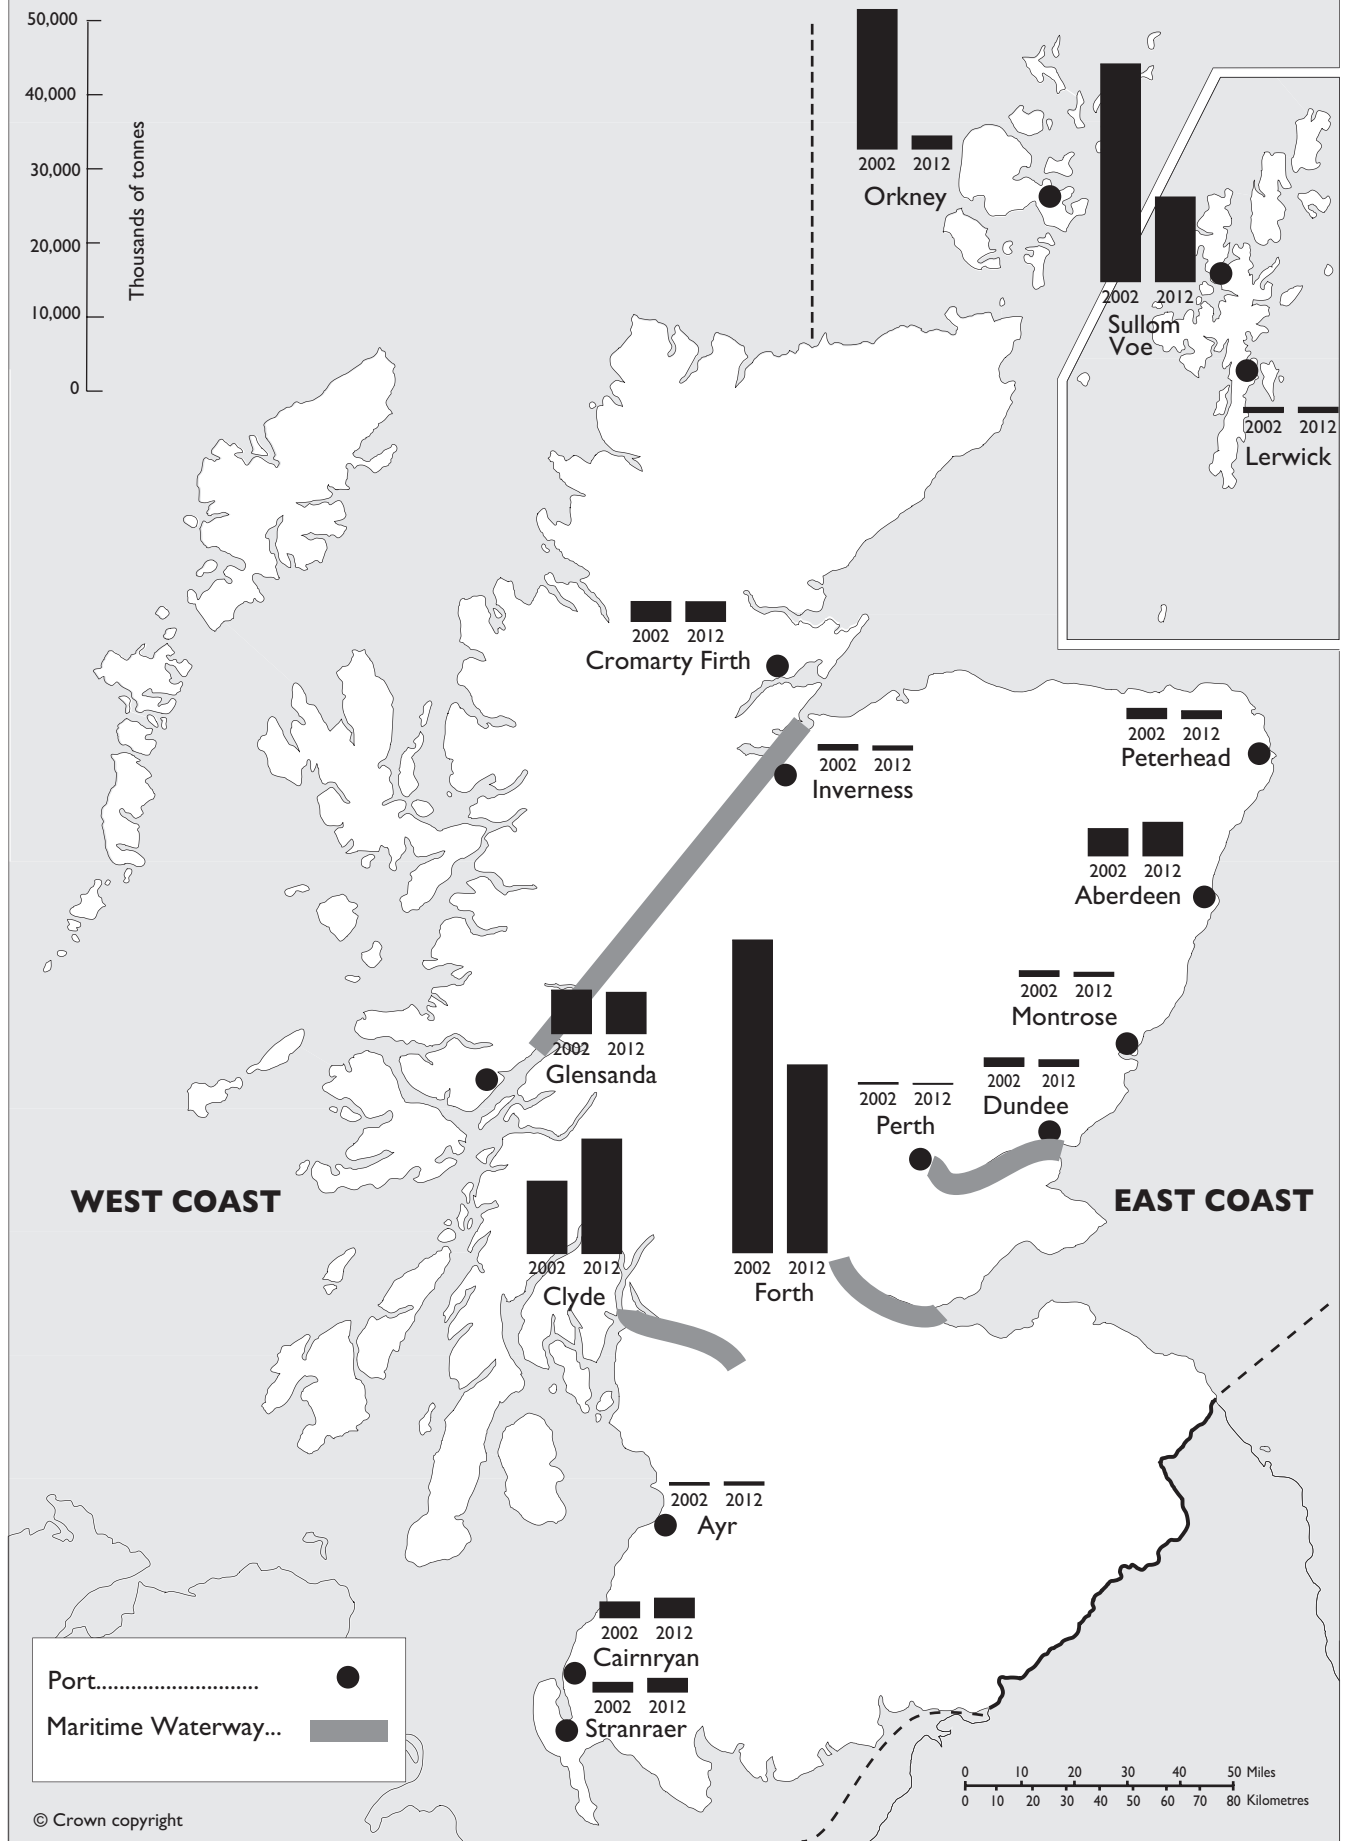 50,000
40,000
30,000
20,000
10,000
0
Thousands of tonnes
2002 2012
Orkney
2002 2012
Sullom
Voe
2002 2012
Lerwick
2002 2012
Cromarty Firth
2002 2012
Peterhead
2002 2012
Inverness
2002 2012
Aberdeen
2002 2012
Montrose
2002 2012
Glensanda
2002 2012
Dundee
2002 2012
Perth
WEST COAST
EAST COAST
2002 2012
Clyde
2002 2012
Forth
2002 2012
Ayr
2002 2012
Cairnryan
2002 2012
Stranraer
Port...........................
Maritime Waterway...
0 10 20 30 40 50 Miles
0 10 20 30 40 50 60 70 80 Kilometres
© Crown copyright